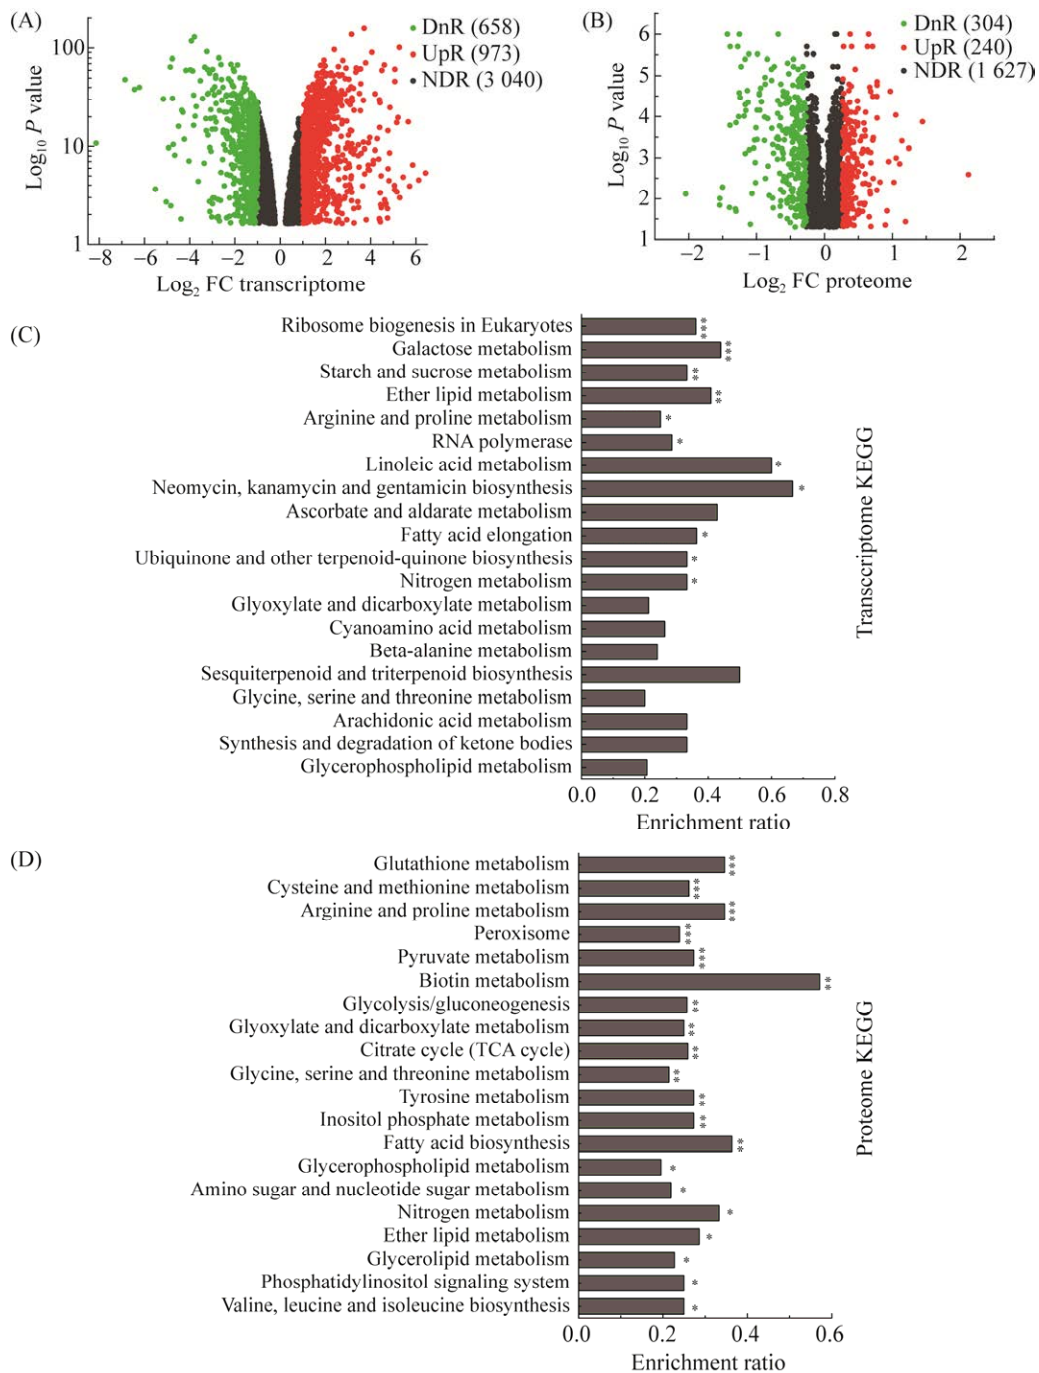 (A)
DnR (658)
UpR (973)
NDR (3 040)
100
10
1
Log10 P value
−8 −6 −4 −2 0 2 4 6
Log2 FC transcriptome
(B)
DnR (304)
UpR (240)
NDR (1 627)
6
5
4
3
2
1
Log10 P value
−2 −1 0 1 2
Log2 FC proteome
(C)
Ribosome biogenesis in Eukaryotes ***
Galactose metabolism ***
Starch and sucrose metabolism **
Ether lipid metabolism **
Arginine and proline metabolism *
RNA polymerase *
Linoleic acid metabolism *
Neomycin, kanamycin and gentamicin biosynthesis *
Ascorbate and aldarate metabolism
Fatty acid elongation *
Ubiquinone and other terpenoid-quinone biosynthesis *
Nitrogen metabolism *
Glyoxylate and dicarboxylate metabolism
Cyanoamino acid metabolism
Beta-alanine metabolism
Sesquiterpenoid and triterpenoid biosynthesis
Glycine, serine and threonine metabolism
Arachidonic acid metabolism
Synthesis and degradation of ketone bodies
Glycerophospholipid metabolism
0.0 0.2 0.4 0.6 0.8
Enrichment ratio
Transccriptome KEGG
(D)
Glutathione metabolism ***
Cysteine and methionine metabolism ***
Arginine and proline metabolism ***
Peroxisome ***
Pyruvate metabolism ***
Biotin metabolism **
Glycolysis/gluconeogenesis **
Glyoxylate and dicarboxylate metabolism **
Citrate cycle (TCA cycle) **
Glycine, serine and threonine metabolism **
Tyrosine metabolism **
Inositol phosphate metabolism **
Fatty acid biosynthesis **
Glycerophospholipid metabolism *
Amino sugar and nucleotide sugar metabolism *
Nitrogen metabolism *
Ether lipid metabolism *
Glycerolipid metabolism *
Phosphatidylinositol signaling system *
Valine, leucine and isoleucine biosynthesis *
0.0 0.2 0.4 0.6
Enrichment ratio
Proteome KEGG